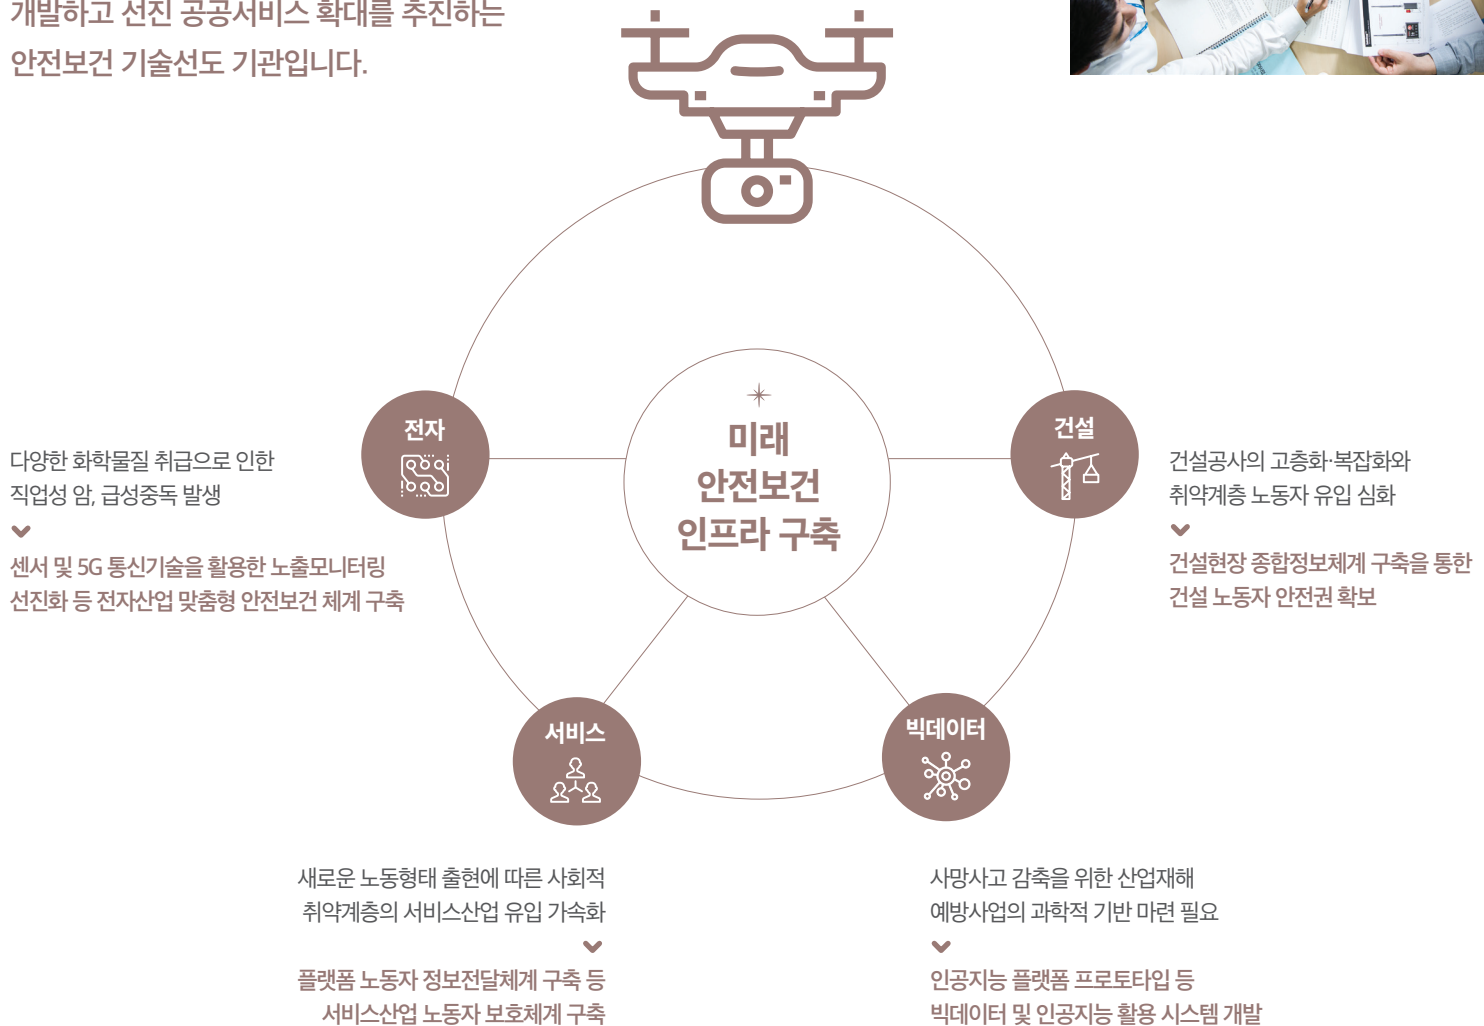 개발하고 선진 공공서비스 확대를 추진하는
안전보건 기술선도 기관입니다.
미래
안전보건
인프라 구축
전자
다양한 화학물질 취급으로 인한
직업성 암, 급성중독 발생
센서 및 5G 통신기술을 활용한 노출모니터링
선진화 등 전자산업 맞춤형 안전보건 체계 구축
건설
건설공사의 고층화·복잡화와
취약계층 노동자 유입 심화
건설현장 종합정보체계 구축을 통한
건설 노동자 안전권 확보
서비스
새로운 노동형태 출현에 따른 사회적
취약계층의 서비스산업 유입 가속화
플랫폼 노동자 정보전달체계 구축 등
서비스산업 노동자 보호체계 구축
빅데이터
사망사고 감축을 위한 산업재해
예방사업의 과학적 기반 마련 필요
인공지능 플랫폼 프로토타입 등
빅데이터 및 인공지능 활용 시스템 개발